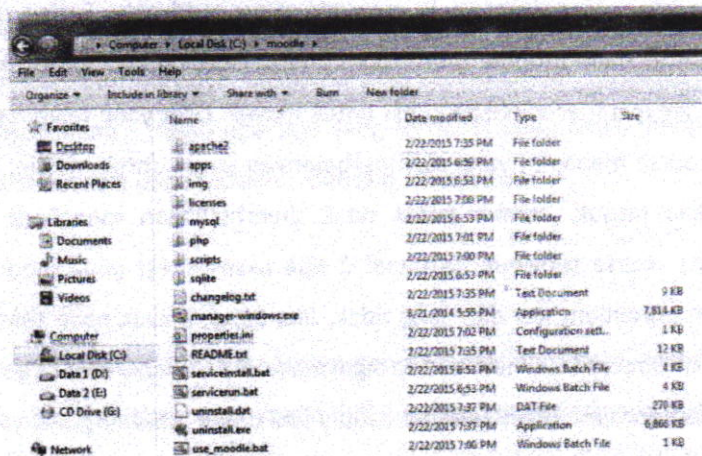 Computer ▸ Local Disk (C:) ▸ moodle ▸
File Edit View Tools Help
Organize Include in library Share with Burn New folder
Name Date modified Type Size
Favorites
Desktop
Downloads
Recent Places
Libraries
Documents
Music
Pictures
Videos
Computer
Local Disk (C:)
Data 1 (D:)
Data 2 (E:)
CD Drive (G:)
Network
apache2 2/22/2015 7:35 PM File folder
apps 2/22/2015 6:59 PM File folder
img 2/22/2015 6:53 PM File folder
licenses 2/22/2015 7:00 PM File folder
mysql 2/22/2015 6:53 PM File folder
php 2/22/2015 7:01 PM File folder
scripts 2/22/2015 7:00 PM File folder
sqlite 2/22/2015 6:53 PM File folder
changelog.txt 2/22/2015 7:35 PM Text Document 9 KB
manager-windows.exe 8/21/2014 5:55 PM Application 7,814 KB
properties.ini 2/22/2015 7:02 PM Configuration sett... 1 KB
README.txt 2/22/2015 7:35 PM Text Document 12 KB
serviceinstall.bat 2/22/2015 6:53 PM Windows Batch File 4 KB
servicerun.bat 2/22/2015 6:53 PM Windows Batch File 4 KB
uninstall.dat 2/22/2015 7:37 PM DAT File 270 KB
uninstall.exe 2/22/2015 7:37 PM Application 6,866 KB
use_moodle.bat 2/22/2015 7:06 PM Windows Batch File 1 KB